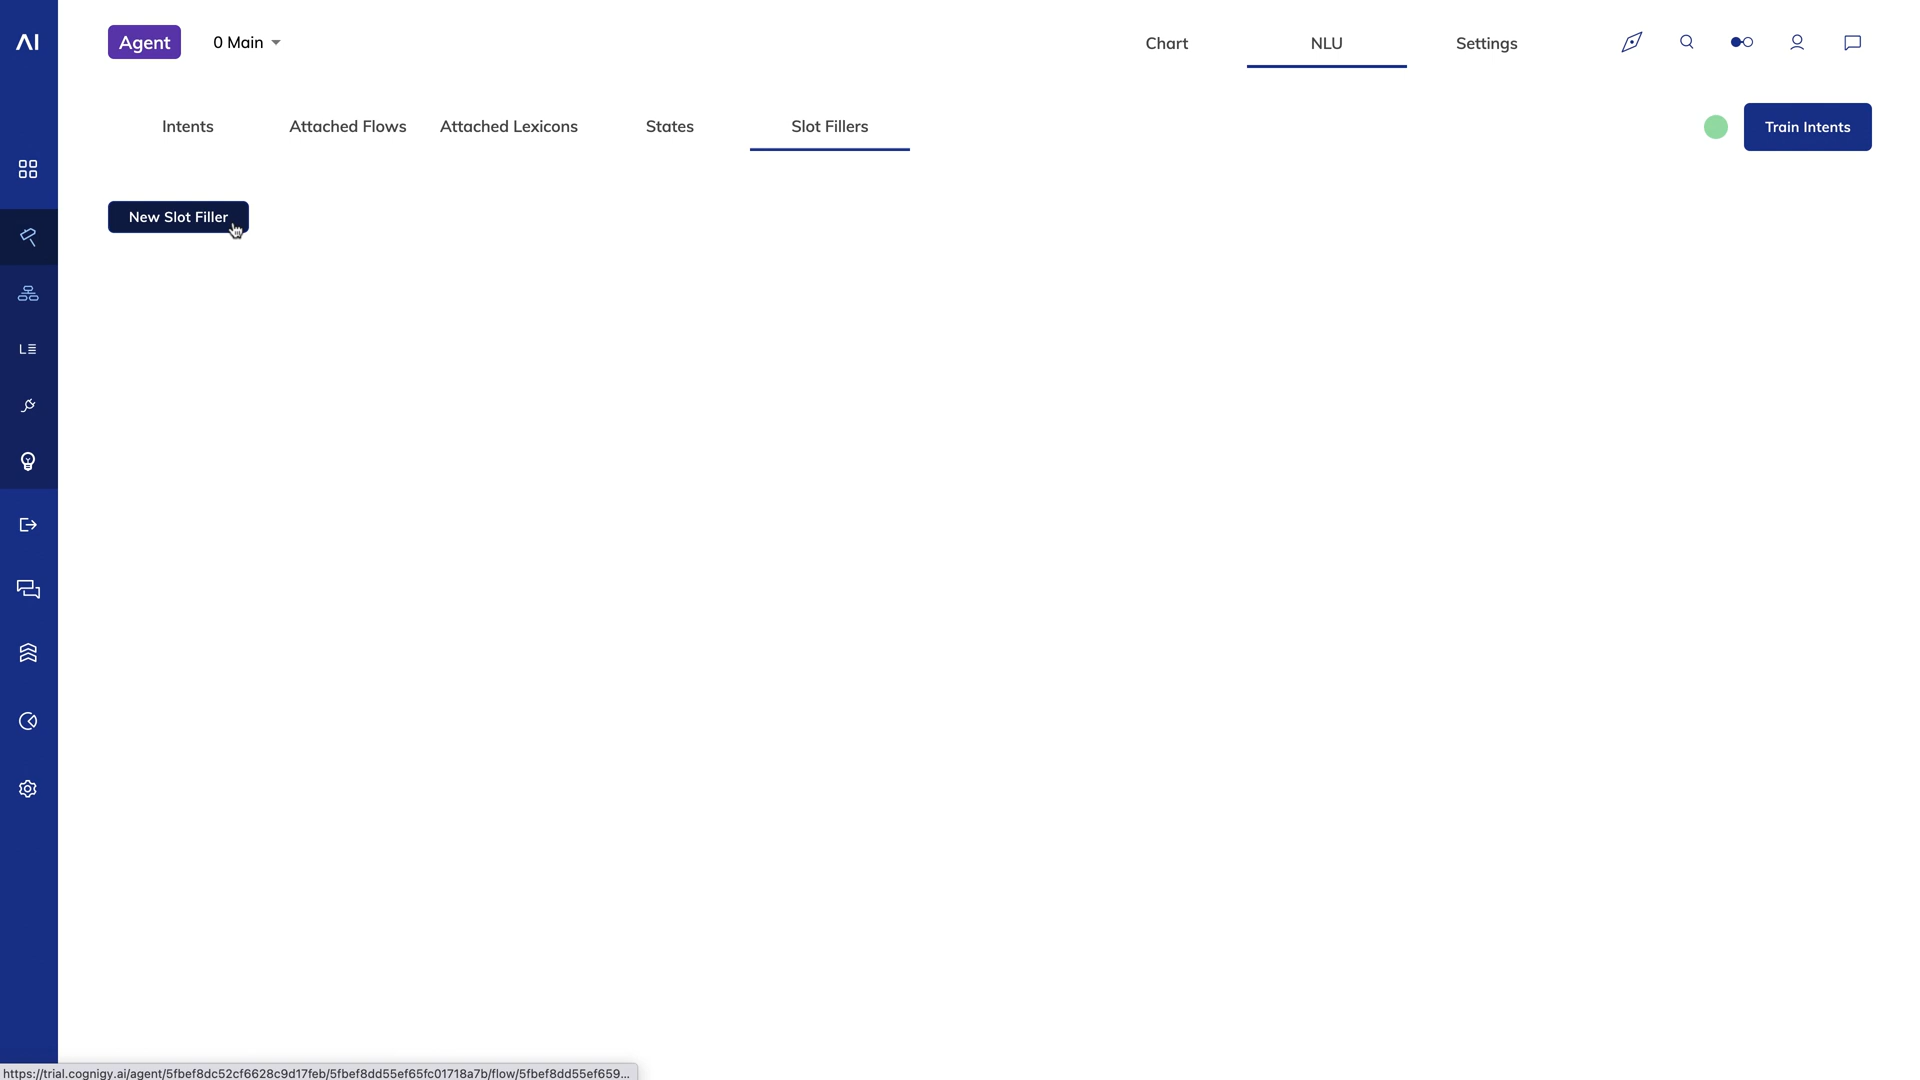 AI
Agent
0 Main
Chart
NLU
Settings
Intents
Attached Flows
Attached Lexicons
States
Slot Fillers
Train Intents
New Slot Filler
L
https://trial.cognigy.ai/agent/5fbef8dc52cf6628c9d17feb/5fbef8dd55ef65fc01718a7b/flow/5fbef8dd55ef659...